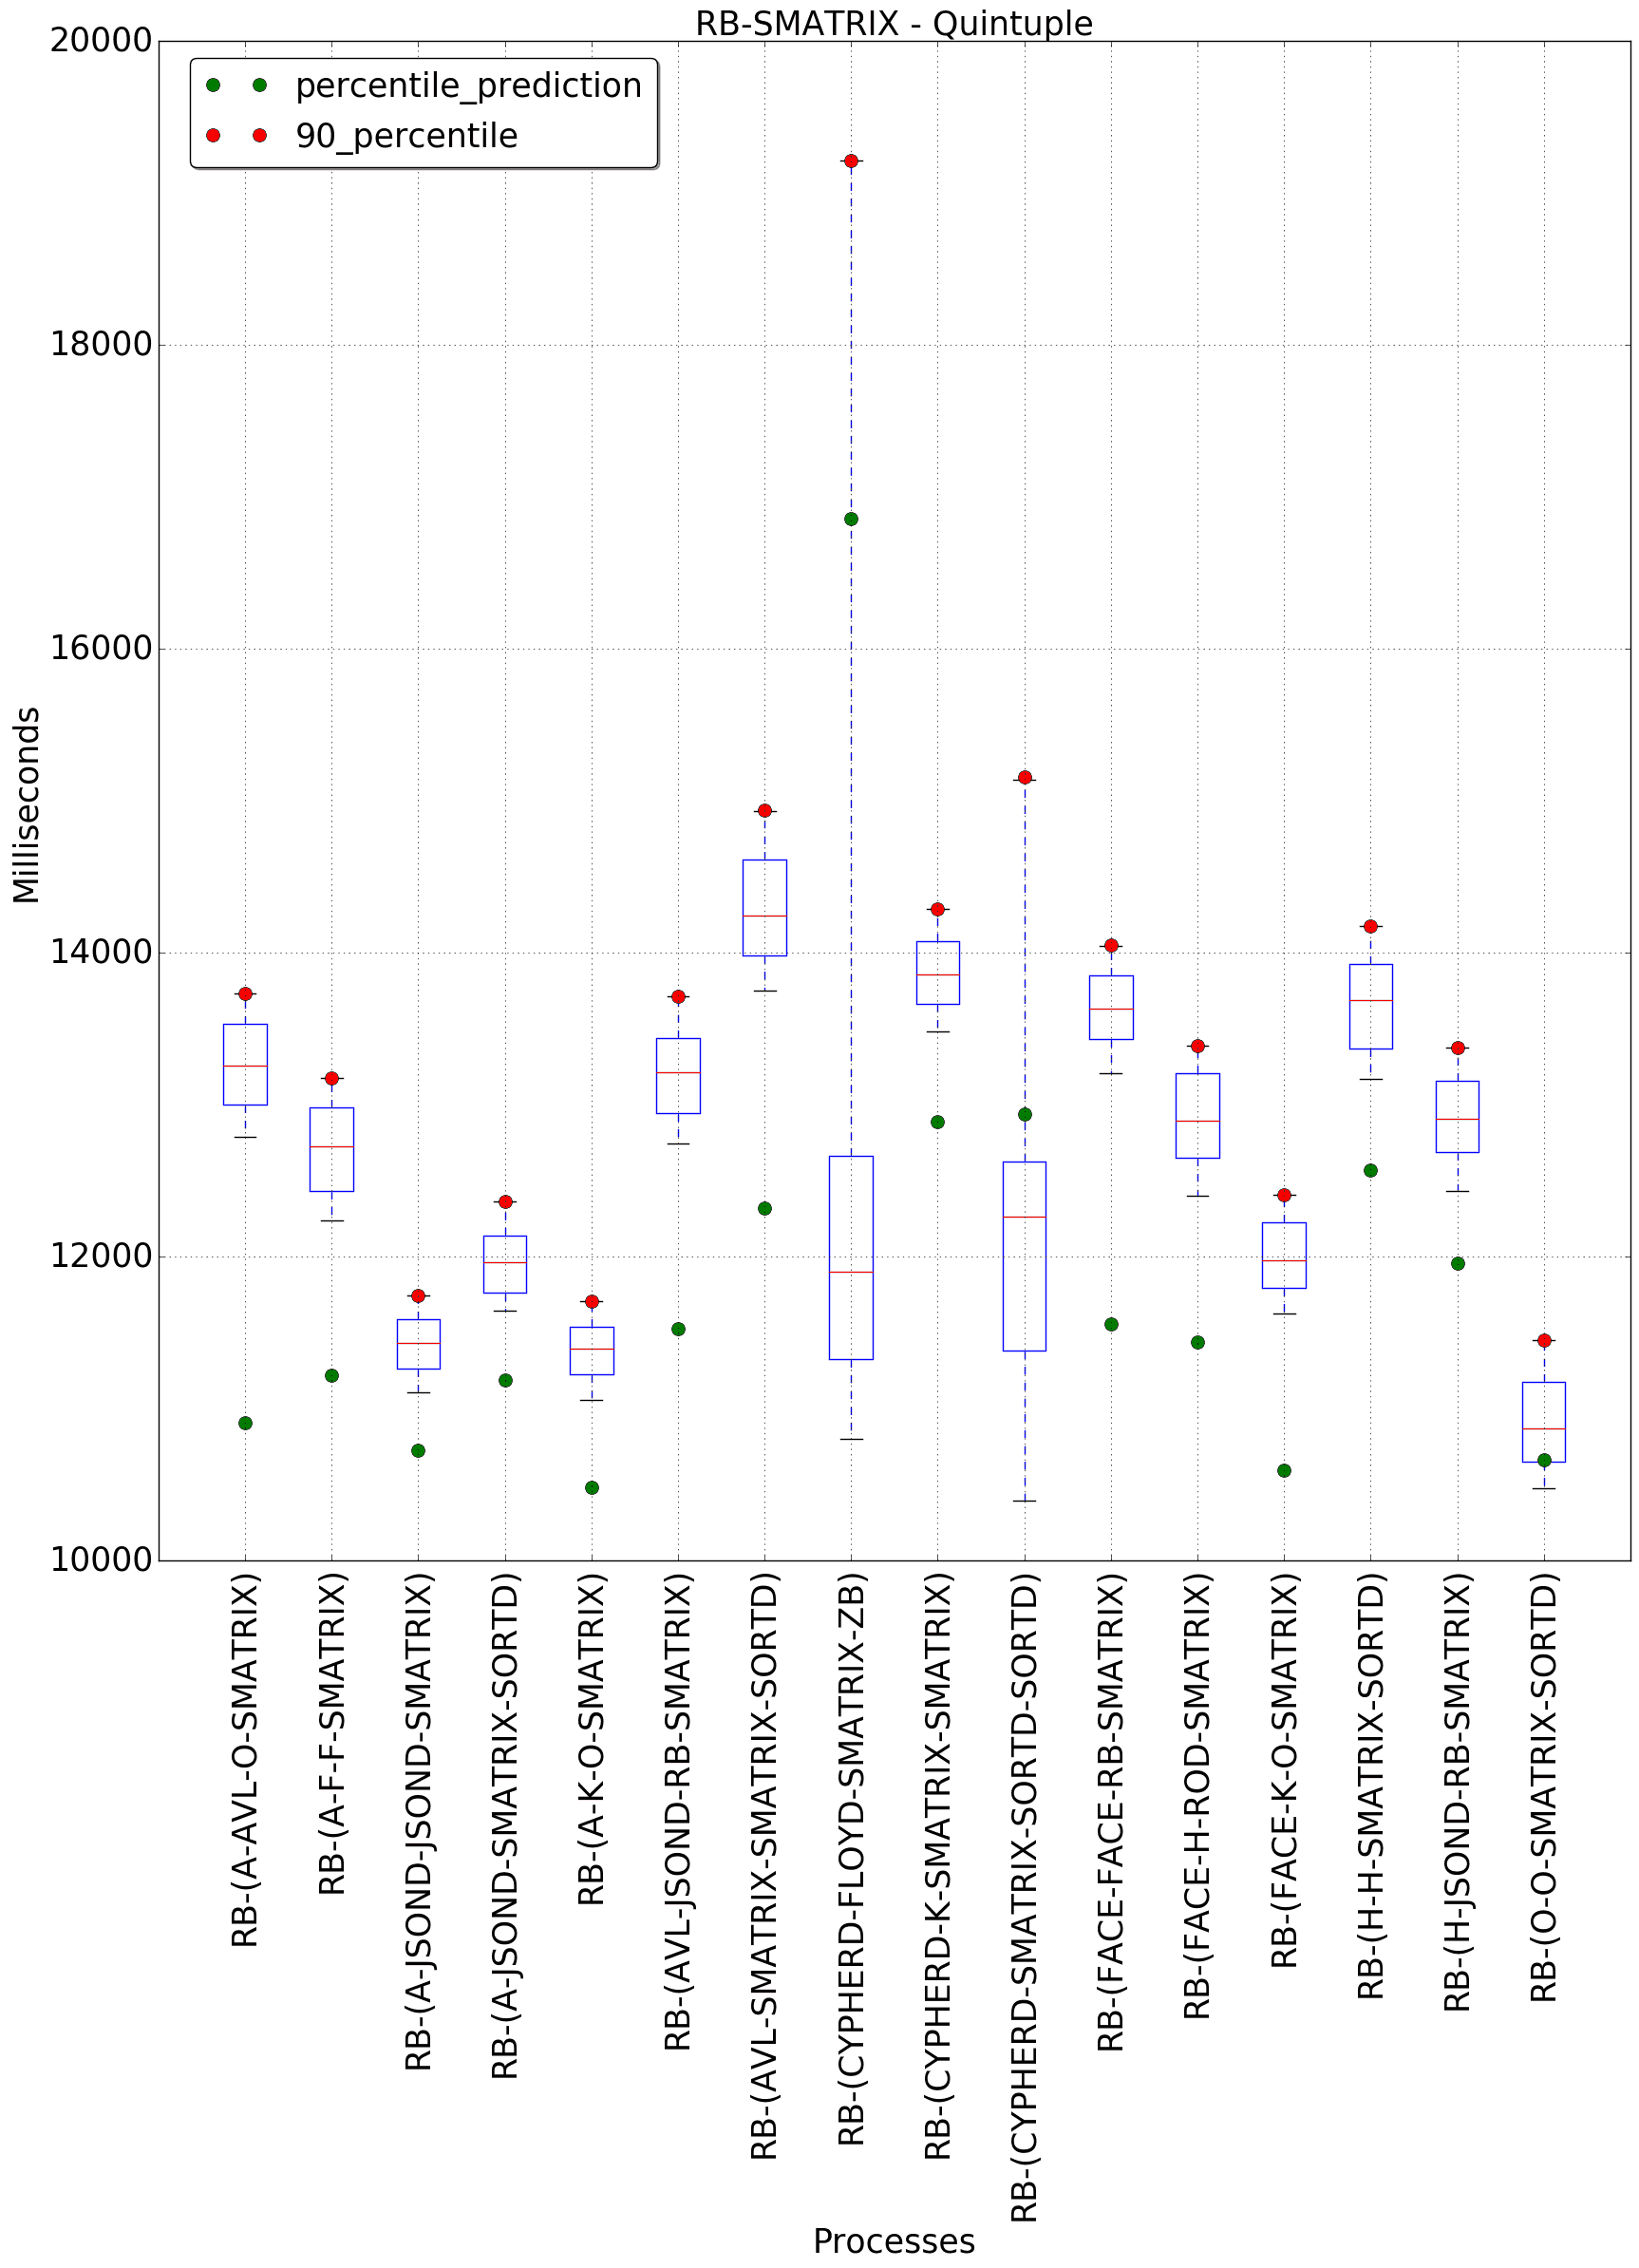 RB-SMATRIX - Quintuple
percentile_prediction
90_percentile
20000
18000
16000
14000
12000
10000
Milliseconds
RB-(A-AVL-O-SMATRIX)
RB-(A-F-F-SMATRIX)
RB-(A-JSOND-JSOND-SMATRIX)
RB-(A-JSOND-SMATRIX-SORTD)
RB-(A-K-O-SMATRIX)
RB-(AVL-JSOND-RB-SMATRIX)
RB-(AVL-SMATRIX-SMATRIX-SORTD)
RB-(CYPHERD-FLOYD-SMATRIX-ZB)
RB-(CYPHERD-K-SMATRIX-SMATRIX)
RB-(CYPHERD-SMATRIX-SORTD-SORTD)
RB-(FACE-FACE-RB-SMATRIX)
RB-(FACE-H-ROD-SMATRIX)
RB-(FACE-K-O-SMATRIX)
RB-(H-H-SMATRIX-SORTD)
RB-(H-JSOND-RB-SMATRIX)
RB-(O-O-SMATRIX-SORTD)
Processes